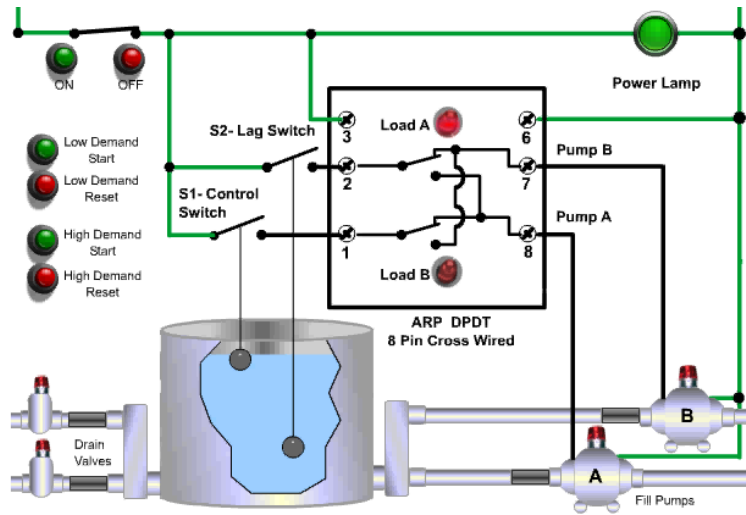 ON
OFF
Power Lamp
Low Demand
Start
Low Demand
Reset
High Demand
Start
High Demand
Reset
S2- Lag Switch
S1- Control
Switch
3
Load A
6
2
Pump B
7
1
Pump A
8
Load B
ARP DPDT
8 Pin Cross Wired
Drain
Valves
B
A
Fill Pumps